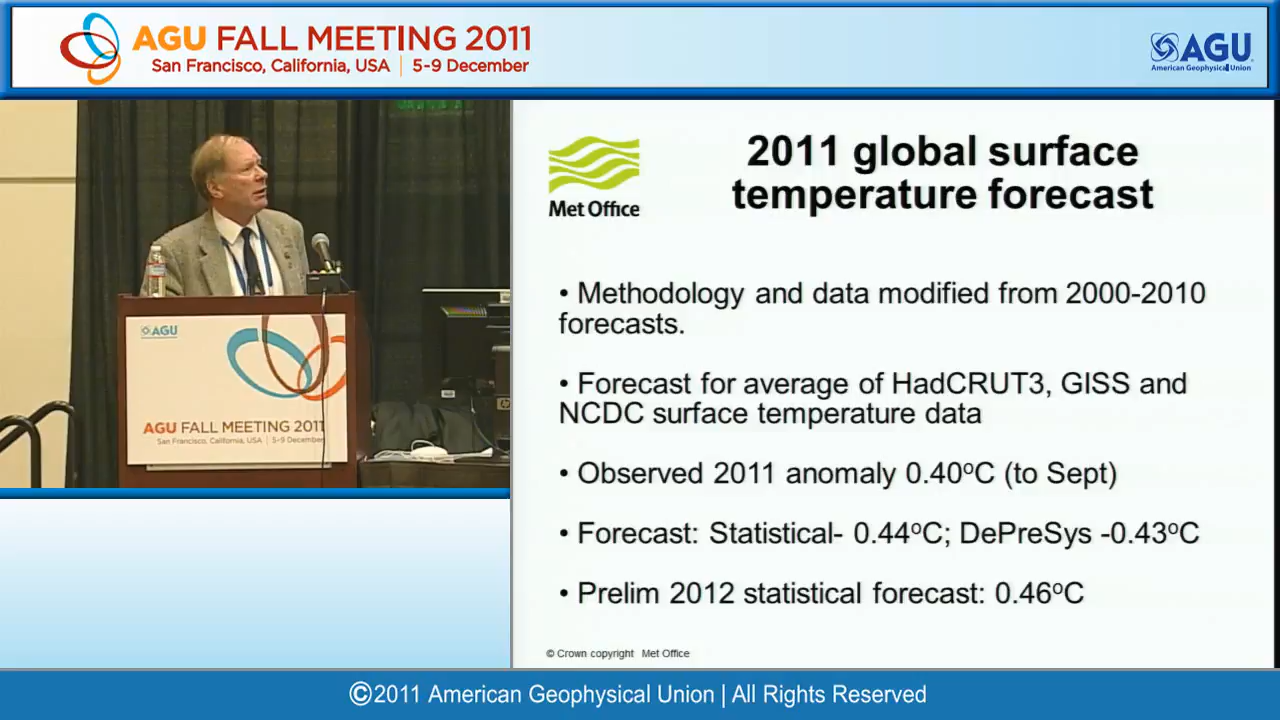 AGU FALL MEETING 2011
San Francisco, California, USA | 5-9 December
AGU
American Geophysical Union
AGU
AGU FALL MEETING 2011
San Francisco, California, USA | 5-9 December
Met Office
2011 global surface
temperature forecast
• Methodology and data modified from 2000-2010
forecasts.
• Forecast for average of HadCRUT3, GISS and
NCDC surface temperature data
• Observed 2011 anomaly 0.40ºC (to Sept)
• Forecast: Statistical- 0.44ºC; DePreSys -0.43ºC
• Prelim 2012 statistical forecast: 0.46ºC
© Crown copyright Met Office
©2011 American Geophysical Union | All Rights Reserved